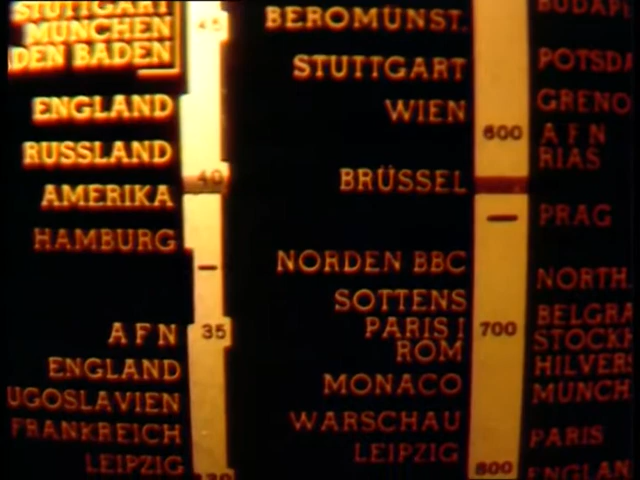 STUTTGART
MÜNCHEN
DEN BADEN
ENGLAND
RUSSLAND
AMERIKA
HAMBURG
A F N
ENGLAND
UGOSLAVIEN
FRANKREICH
LEIPZIG
45
40
35
30
BEROMÜNST.
STUTTGART
WIEN
BRÜSSEL
NORDEN BBC
SOTTENS
PARIS I
ROM
MONACO
WARSCHAU
LEIPZIG
600
700
800
BUDAPE
POTSDA
GRENO
A F N
RIAS
PRAG
NORTH.
BELGRA
STOCKH
HILVERS
MÜNCH
PARIS
ENGLAN